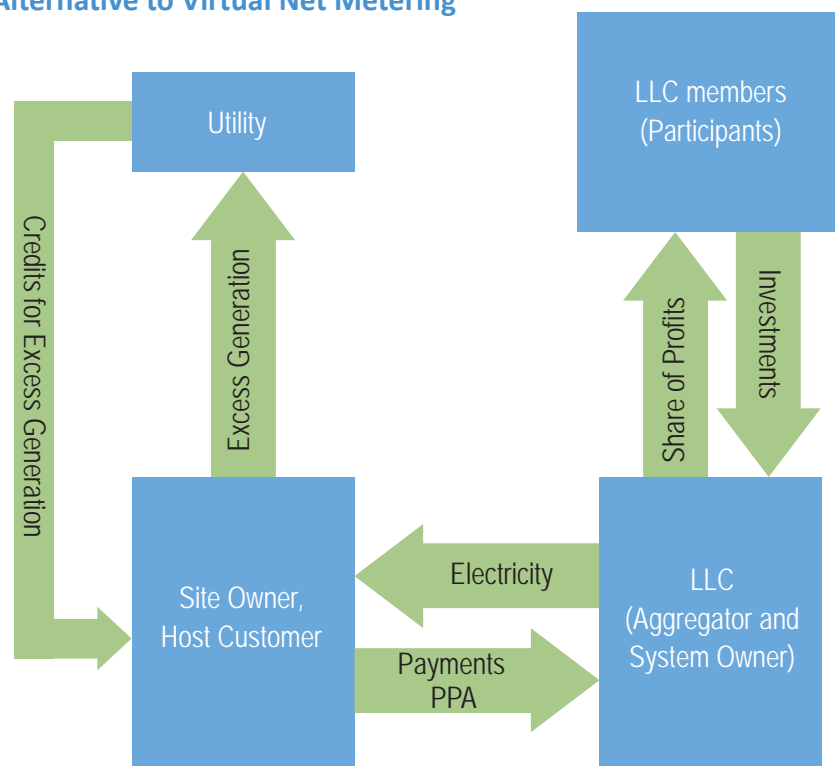 Alternative to Virtual Net Metering
Utility
LLC members
(Participants)
Credits for Excess Generation
Excess Generation
Share of Profits
Investments
Electricity
Site Owner,
Host Customer
LLC
(Aggregator and
System Owner)
Payments
PPA